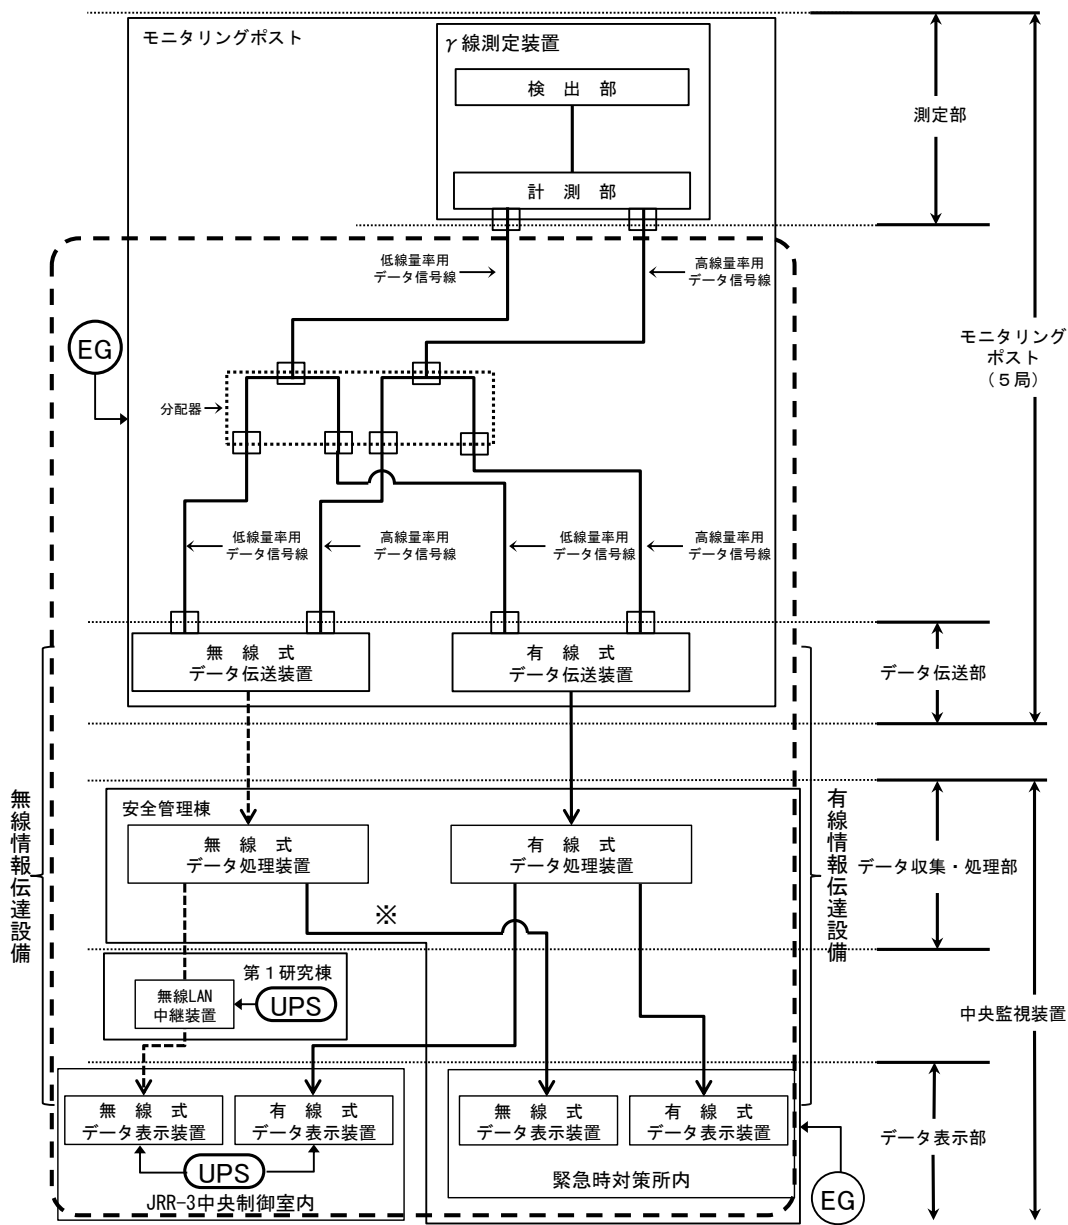 モニタリングポスト
γ線測定装置
検 出 部
計 測 部
測定部
低線量率用
データ信号線
高線量率用
データ信号線
EG
モニタリング
ポスト
（５局）
分配器
低線量率用
データ信号線
高線量率用
データ信号線
低線量率用
データ信号線
高線量率用
データ信号線
無 線 式
データ伝送装置
有 線 式
データ伝送装置
データ伝送部
無線情報伝達設備
有線情報伝達設備
安全管理棟
無 線 式
データ処理装置
有 線 式
データ処理装置
データ収集・処理部
※
第１研究棟
無線LAN
中継装置
UPS
中央監視装置
無 線 式
データ表示装置
有 線 式
データ表示装置
無 線 式
データ表示装置
有 線 式
データ表示装置
データ表示部
UPS
JRR-3中央制御室内
緊急時対策所内
EG